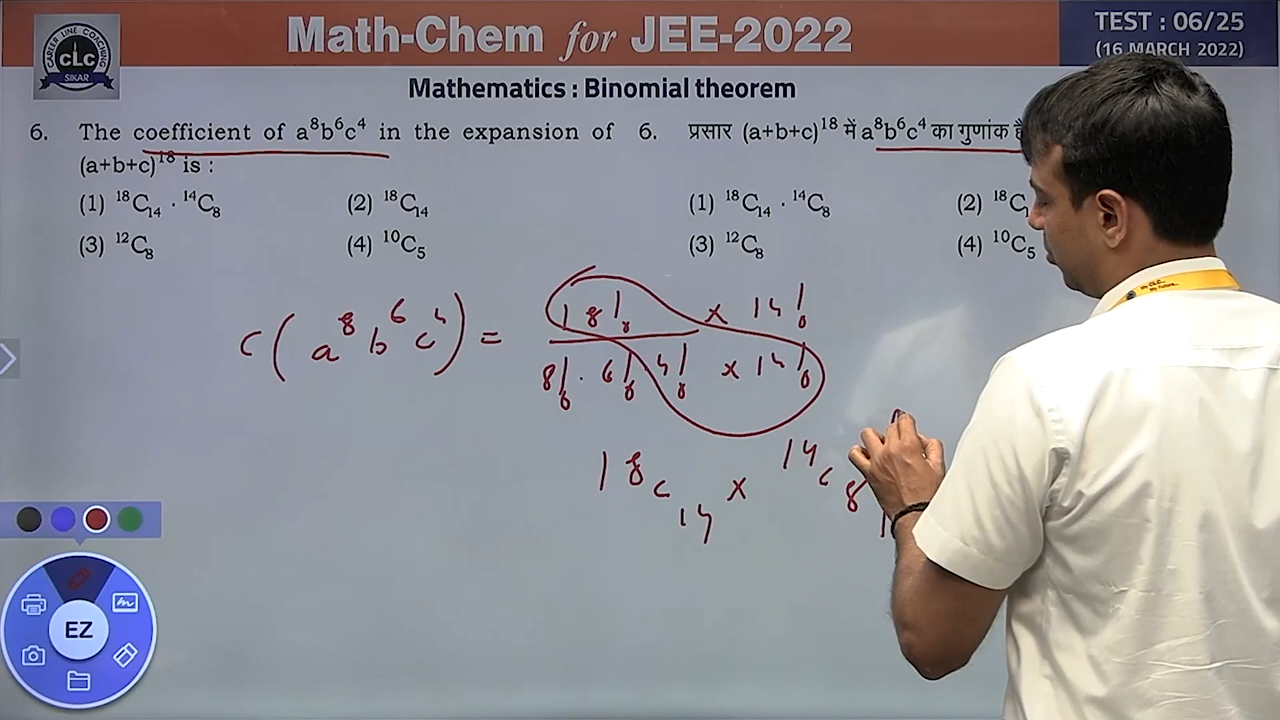 CAREER LINE COACHING
CLC
SIKAR
Math-Chem for JEE-2022
TEST : 06/25
(16 MARCH 2022)
Mathematics : Binomial theorem
6. The coefficient of a⁸b⁶c⁴ in the expansion of
(a+b+c)¹⁸ is :
(1) ¹⁸C₁₄ · ¹⁴C₈ (2) ¹⁸C₁₄
(3) ¹²C₈ (4) ¹⁰C₅
6. प्रसार (a+b+c)¹⁸ में a⁸b⁶c⁴ का गुणांक है
(1) ¹⁸C₁₄ · ¹⁴C₈ (2)
(3) ¹²C₈ (4) ¹⁰C₅
c(a⁸b⁶c⁴) = 18! × 14!
8! · 6! 4! × 14!
¹⁸c₁₄ × ¹⁴c₈
EZ